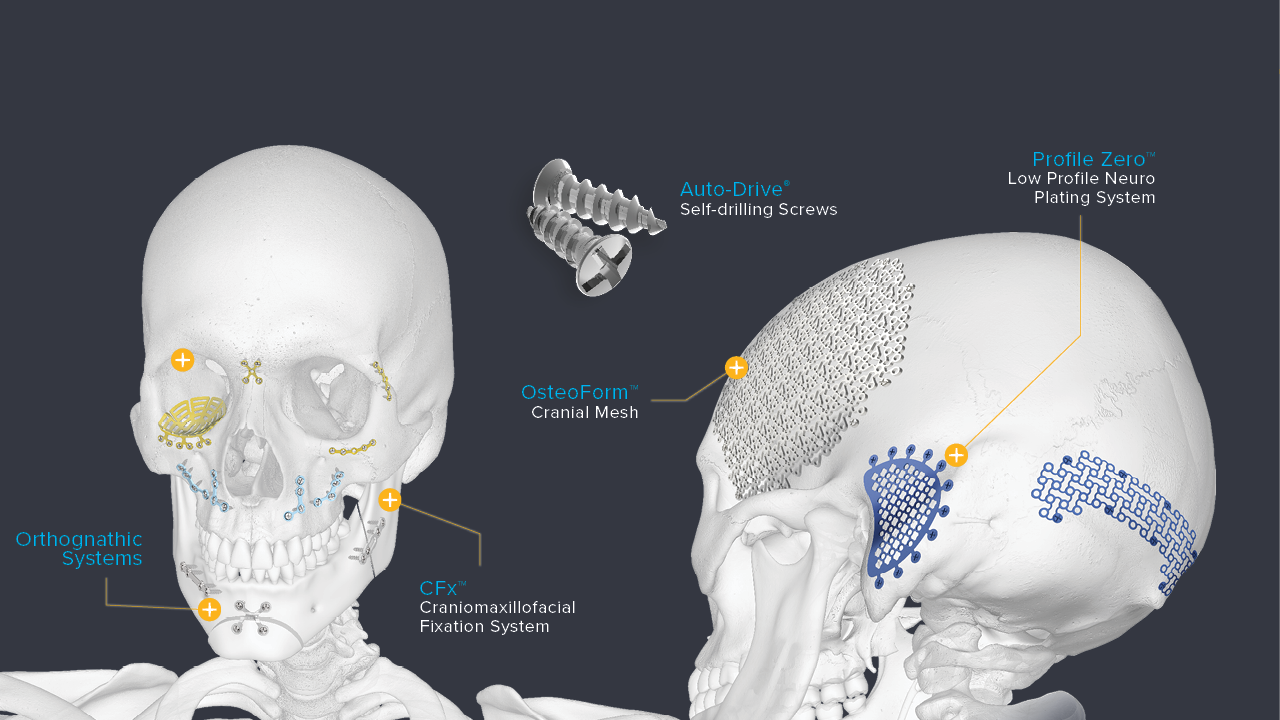 Profile Zero™
Low Profile Neuro
Plating System
Auto-Drive®
Self-drilling Screws
OsteoForm™
Cranial Mesh
Orthognathic
Systems
CFx™
Craniomaxillofacial
Fixation System